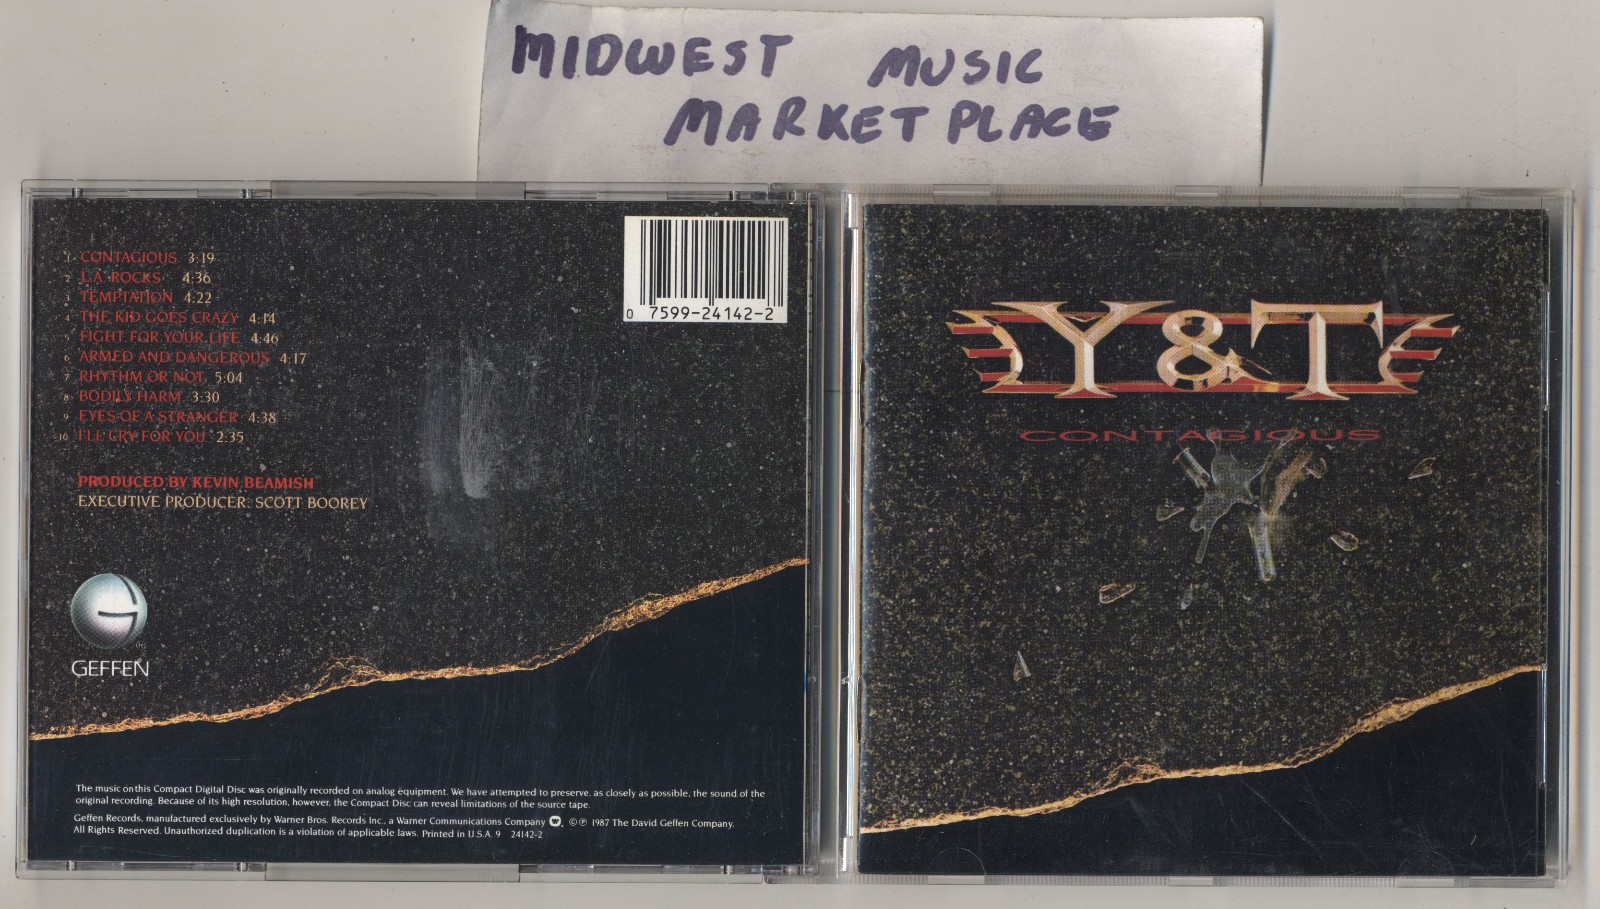 MIDWEST MUSIC
MARKET PLACE
1 CONTAGIOUS 3:19
2 L.A. ROCKS 4:36
3 TEMPTATION 4:22
4 THE KID GOES CRAZY 4:14
5 FIGHT FOR YOUR LIFE 4:46
6 ARMED AND DANGEROUS 4:17
7 RHYTHM OR NOT 5:04
8 BODILY HARM 3:30
9 EYES OF A STRANGER 4:38
10 I'LL CRY FOR YOU 2:35
PRODUCED BY KEVIN BEAMISH
EXECUTIVE PRODUCER: SCOTT BOOREY
0 7599-24142-2
GEFFEN
The music on this Compact Digital Disc was originally recorded on analog equipment. We have attempted to preserve, as closely as possible, the sound of the
original recording. Because of its high resolution, however, the Compact Disc can reveal limitations of the source tape.
Geffen Records, manufactured exclusively by Warner Bros. Records Inc., a Warner Communications Company. ©℗ 1987 The David Geffen Company.
All Rights Reserved. Unauthorized duplication is a violation of applicable laws. Printed in U.S.A. 9 24142-2
Y&T
CONTAGIOUS